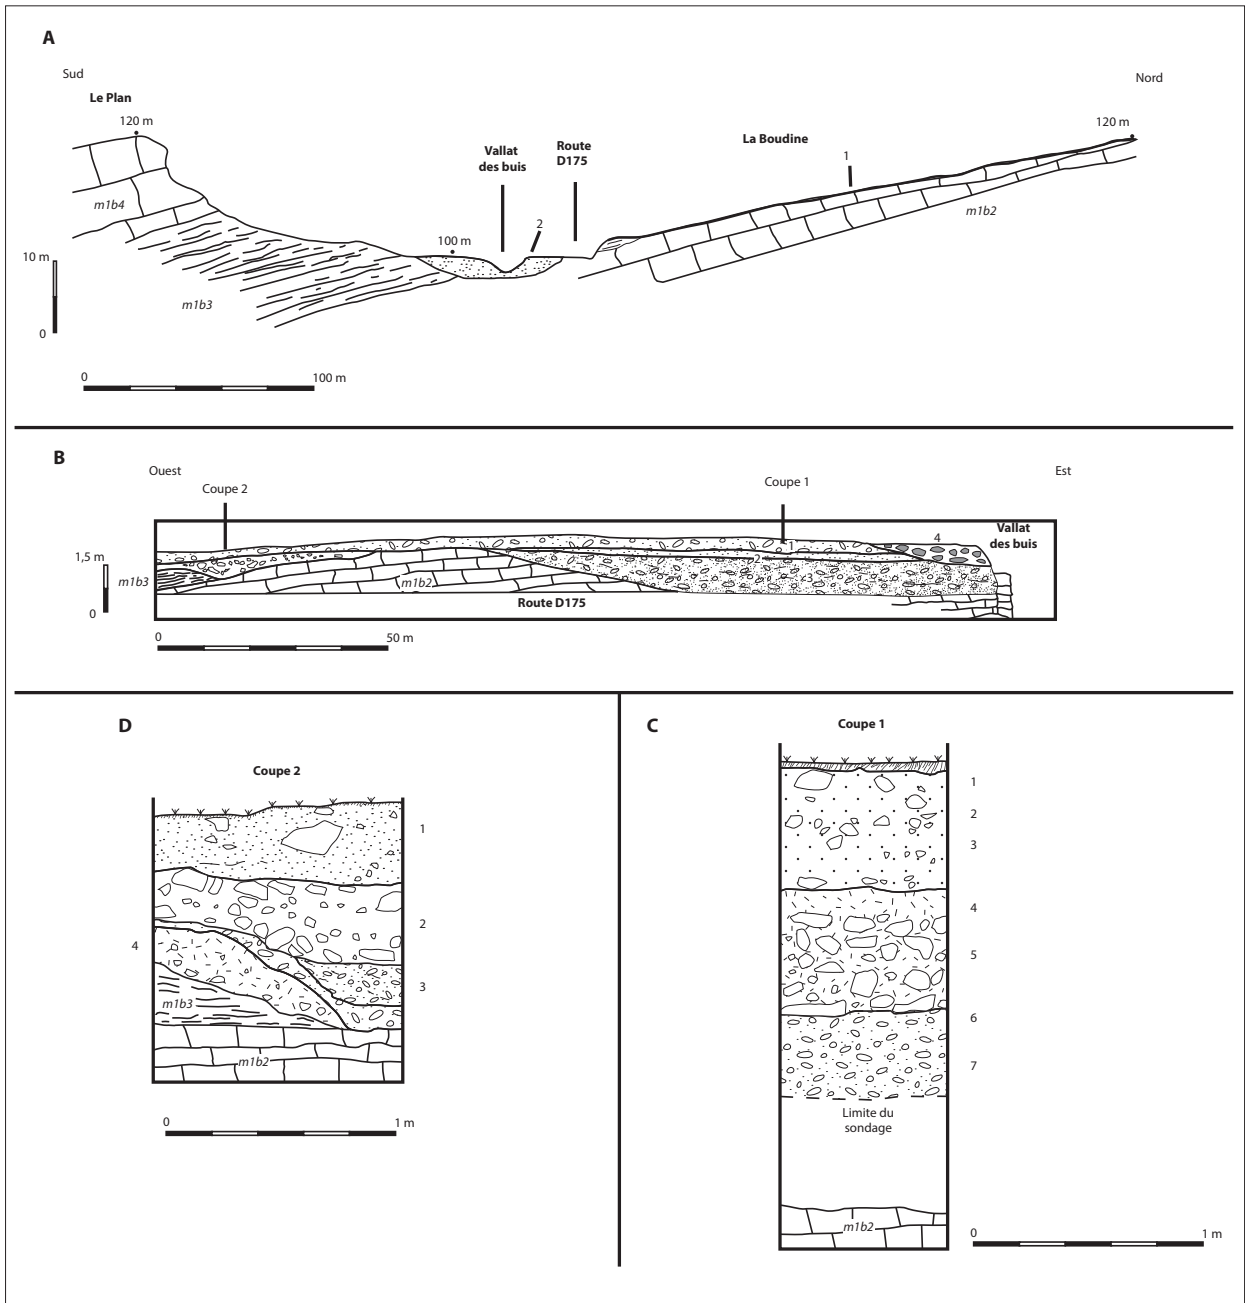 A
Sud
Nord
Le Plan
120 m
120 m
La Boudine
Vallat
des buis
Route
D175
1
m1b4
m1b2
2
100 m
10 m
m1b3
0
0
100 m
B
Ouest
Est
Coupe 2
Coupe 1
Vallat
des buis
4
1
1,5 m
2
m1b3
m1b2
3
0
Route D175
0
50 m
D
Coupe 2
1
2
4
3
m1b3
m1b2
0
1 m
C
Coupe 1
1
2
3
4
5
6
7
Limite du
sondage
m1b2
0
1 m